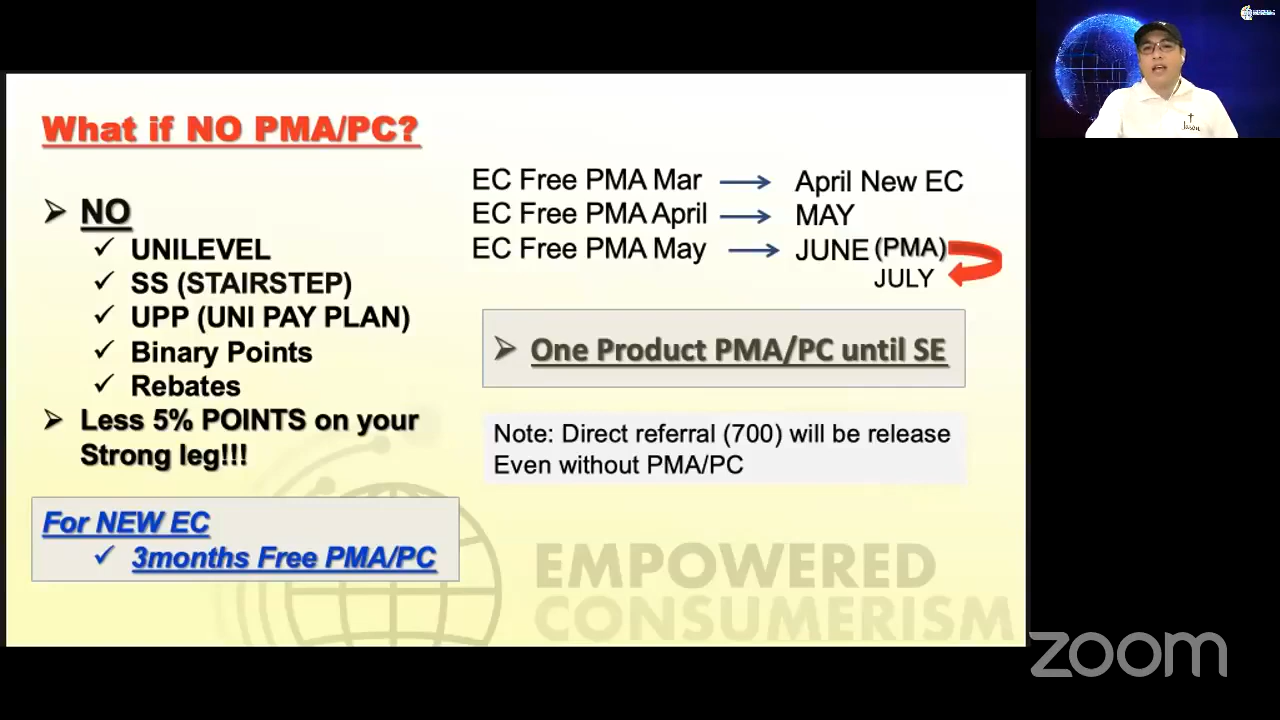 What if NO PMA/PC?
➢ NO
✓ UNILEVEL
✓ SS (STAIRSTEP)
✓ UPP (UNI PAY PLAN)
✓ Binary Points
✓ Rebates
➢ Less 5% POINTS on your
Strong leg!!!
For NEW EC
✓ 3months Free PMA/PC
EC Free PMA Mar → April New EC
EC Free PMA April → MAY
EC Free PMA May → JUNE (PMA)
JULY
➢ One Product PMA/PC until SE
Note: Direct referral (700) will be release
Even without PMA/PC
EMPOWERED
CONSUMERISM
Jason
zoom